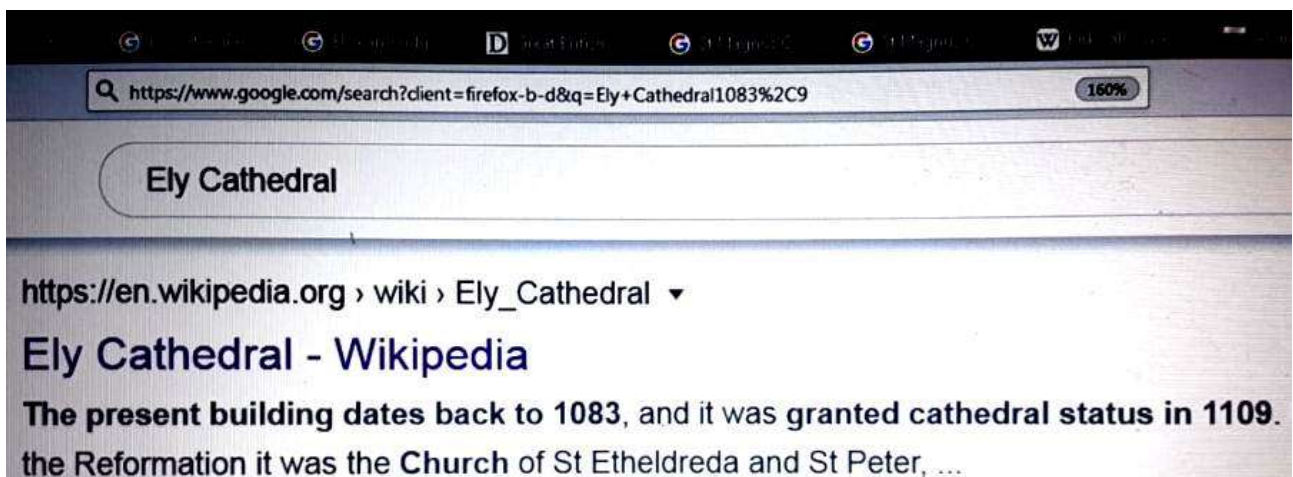 https://www.google.com/search?client=firefox-b-d&q=Ely+Cathedral1083%2C9 160%
Ely Cathedral
https://en.wikipedia.org › wiki › Ely_Cathedral
Ely Cathedral - Wikipedia
The present building dates back to 1083, and it was granted cathedral status in 1109.
the Reformation it was the Church of St Etheldreda and St Peter, ...